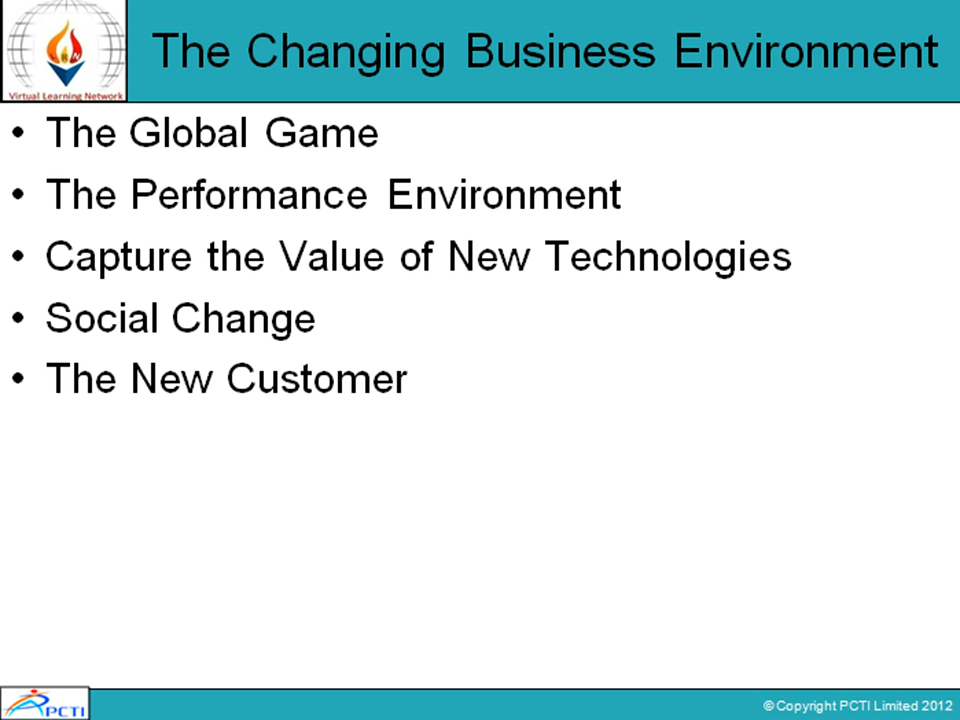 The Changing Business Environment
Virtual Learning Network
• The Global Game
• The Performance Environment
• Capture the Value of New Technologies
• Social Change
• The New Customer
PCTI
© Copyright PCTI Limited 2012